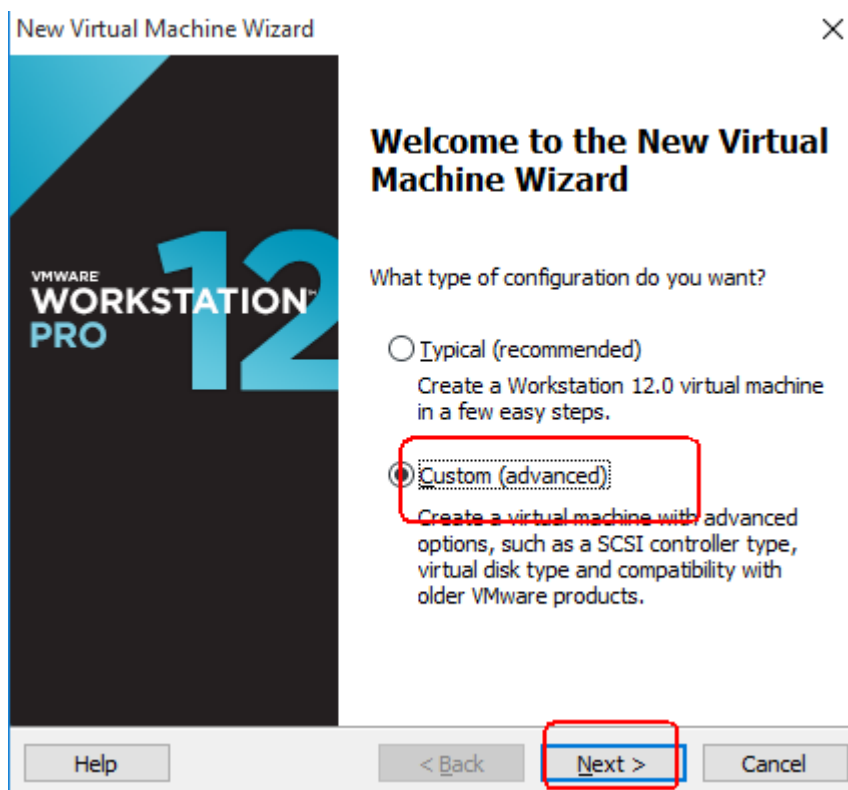 New Virtual Machine Wizard
VMWARE
WORKSTATION™
PRO
12
Welcome to the New Virtual
Machine Wizard
What type of configuration do you want?
Typical (recommended)
Create a Workstation 12.0 virtual machine
in a few easy steps.
Custom (advanced)
Create a virtual machine with advanced
options, such as a SCSI controller type,
virtual disk type and compatibility with
older VMware products.
Help
< Back
Next >
Cancel